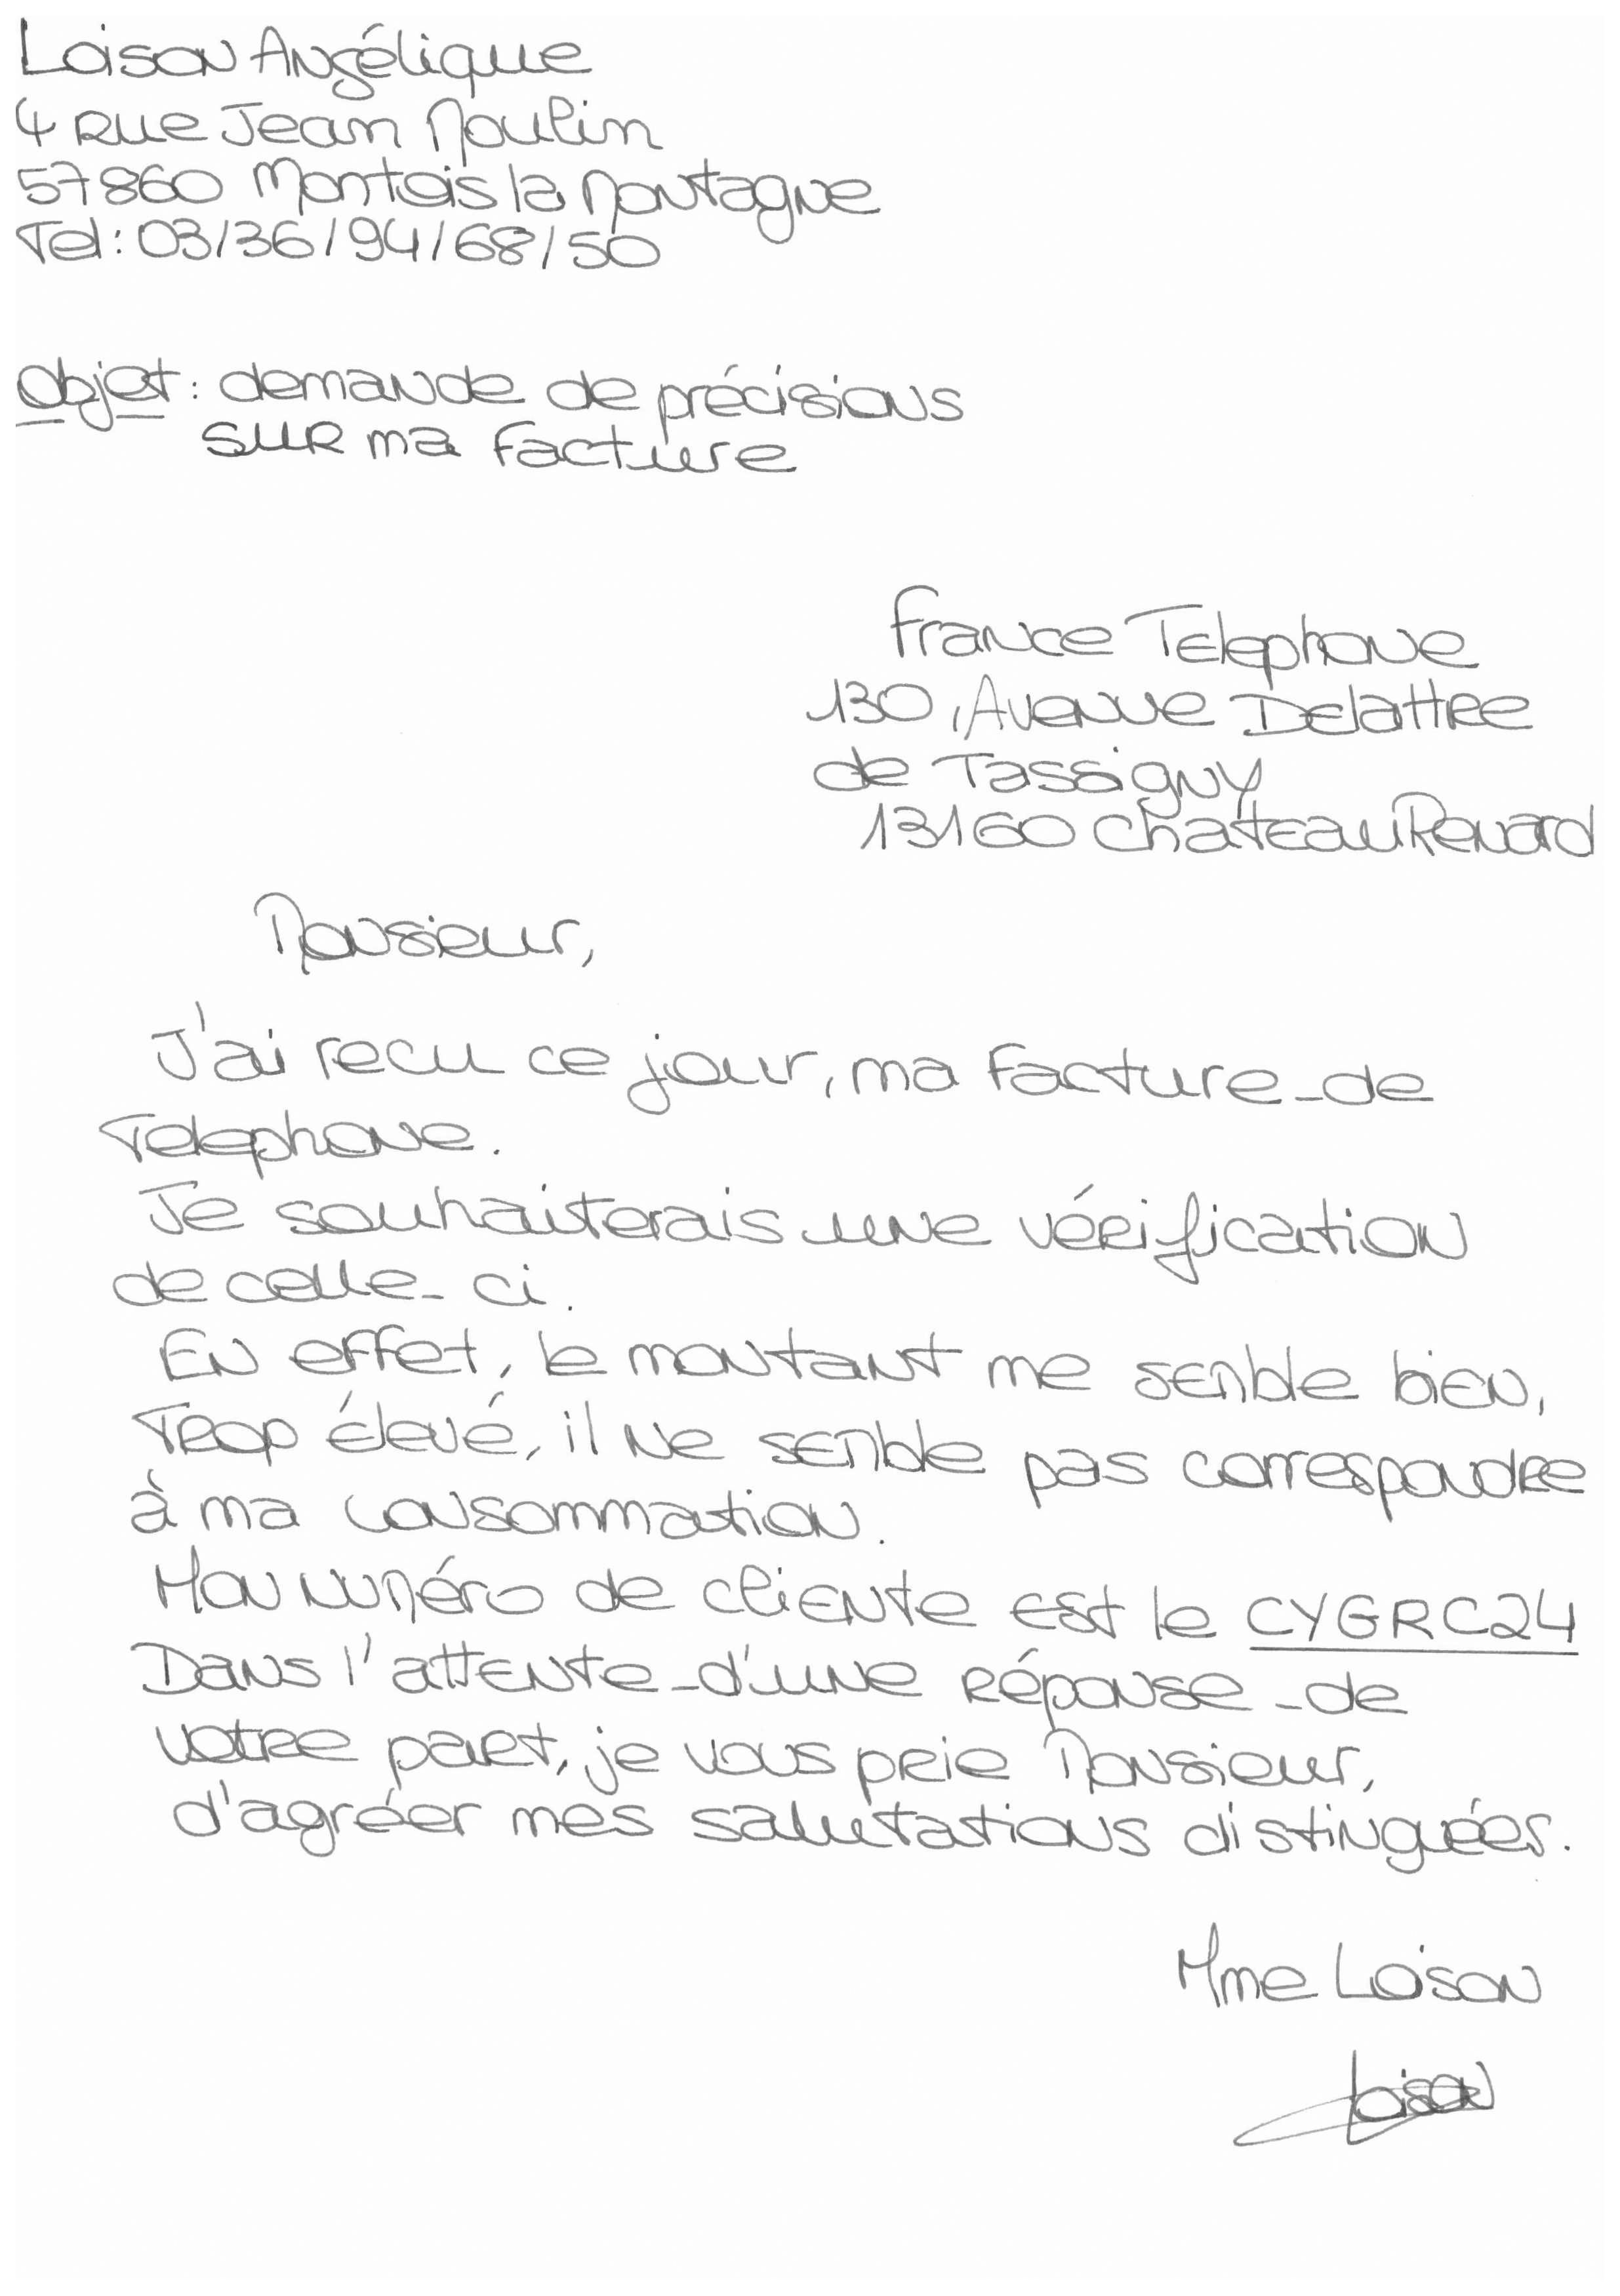 Loison Angélique
4 Rue Jean Moulin
57860 Montois la Montagne
Tel : 03/36/94/68/50
Objet : demande de précisions
sur ma facture
France Telephone
130, Avenue Delattre
de Tassigny
13160 ChateauRenard
Monsieur,
J'ai recu ce jour, ma facture de
Telephone.
Je souhaiterais une vérification
de celle-ci.
En effet, le montant me semble bien,
Trop élevé, il ne semble pas correspondre
à ma consommation.
Mon numéro de cliente est le CYGRC24
Dans l'attente d'une réponse de
votre part, je vous prie Monsieur,
d'agréer mes salutations distinguées.
Mme Loison
Loison